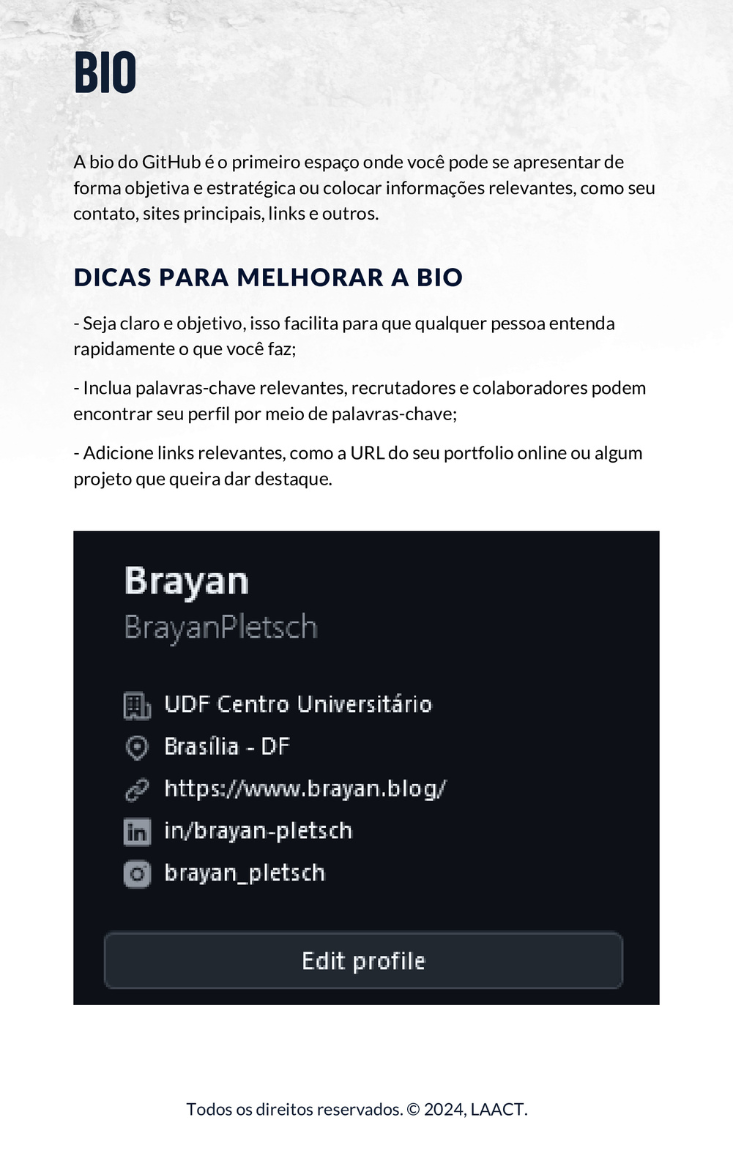 BIO
A bio do GitHub é o primeiro espaço onde você pode se apresentar de
forma objetiva e estratégica ou colocar informações relevantes, como seu
contato, sites principais, links e outros.
DICAS PARA MELHORAR A BIO
- Seja claro e objetivo, isso facilita para que qualquer pessoa entenda
rapidamente o que você faz;
- Inclua palavras-chave relevantes, recrutadores e colaboradores podem
encontrar seu perfil por meio de palavras-chave;
- Adicione links relevantes, como a URL do seu portfolio online ou algum
projeto que queira dar destaque.
Brayan
BrayanPletsch
UDF Centro Universitário
Brasília - DF
https://www.brayan.blog/
in/brayan-pletsch
brayan_pletsch
Edit profile
Todos os direitos reservados. © 2024, LAACT.